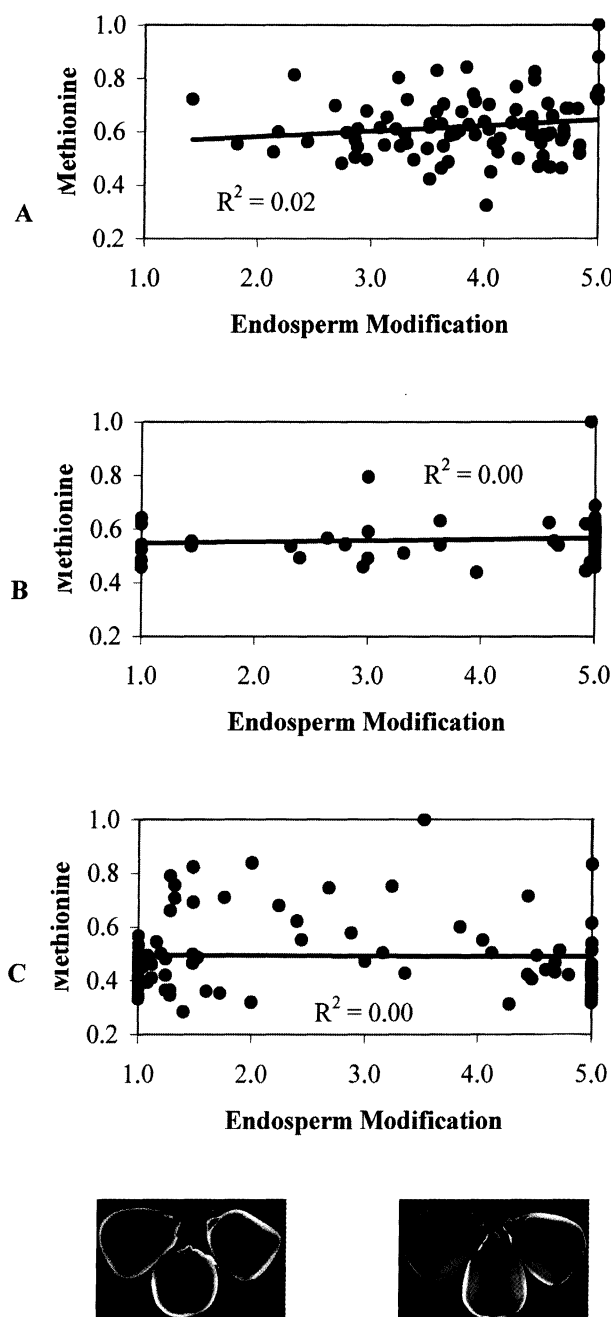 1.0
0.8
0.6
0.4
0.2
Methionine
A
R² = 0.02
1.0 2.0 3.0 4.0 5.0
Endosperm Modification
1.0
0.8
0.6
0.4
0.2
Methionine
B
R² = 0.00
1.0 2.0 3.0 4.0 5.0
Endosperm Modification
1.0
0.8
0.6
0.4
0.2
Methionine
C
R² = 0.00
1.0 2.0 3.0 4.0 5.0
Endosperm Modification